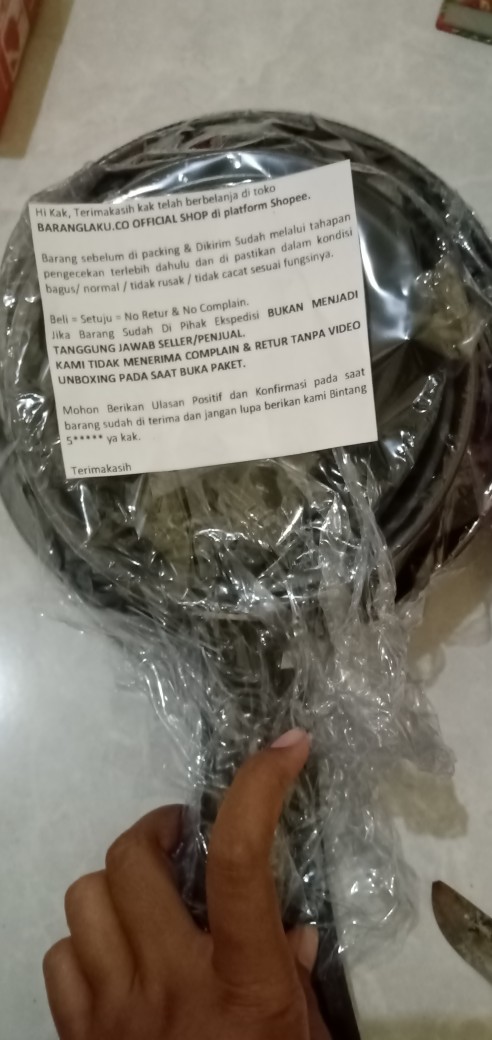 Hi Kak, Terimakasih kak telah berbelanja di toko
BARANGLAKU.CO OFFICIAL SHOP di platform Shopee.
Barang sebelum di packing & Dikirim Sudah melalui tahapan
pengecekan terlebih dahulu dan di pastikan dalam kondisi
bagus/ normal / tidak rusak / tidak cacat sesuai fungsinya.
Beli = Setuju = No Retur & No Complain.
Jika Barang Sudah Di Pihak Ekspedisi BUKAN MENJADI
TANGGUNG JAWAB SELLER/PENJUAL.
KAMI TIDAK MENERIMA COMPLAIN & RETUR TANPA VIDEO
UNBOXING PADA SAAT BUKA PAKET.
Mohon Berikan Ulasan Positif dan Konfirmasi pada saat
barang sudah di terima dan jangan lupa berikan kami Bintang
5***** ya kak.
Terimakasih